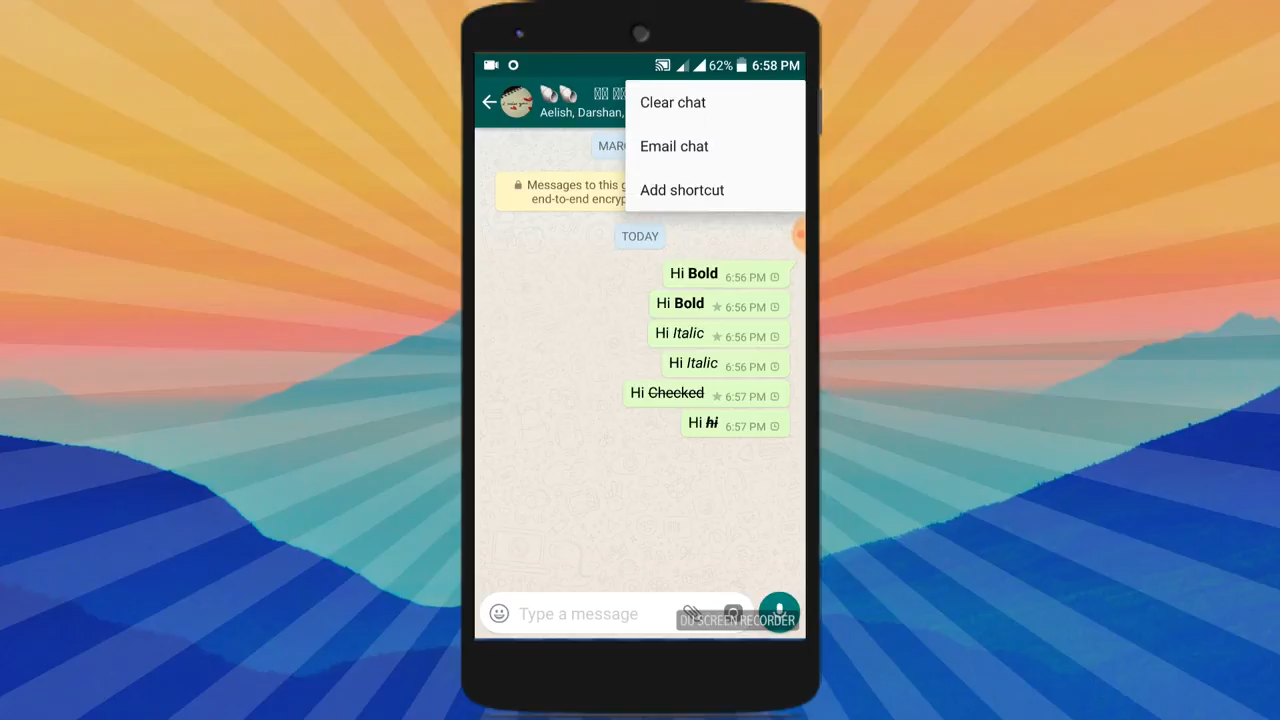 62% 6:58 PM
Aelish, Darshan,
Clear chat
Email chat
Add shortcut
Messages to this
end-to-end
TODAY
Hi Bold 6:56 PM
Hi Bold 6:56 PM
Hi Italic 6:56 PM
Hi Italic 6:56 PM
Hi Checked 6:57 PM
Hi hi 6:57 PM
Type a message
DU SCREEN RECORDER